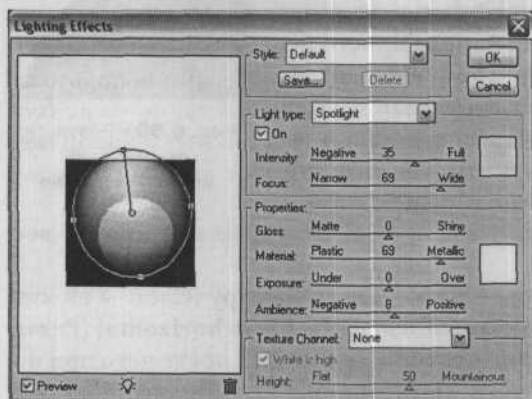 Lighting Effects
Style: Default
OK
Save...
Delete
Cancel
Light type: Spotlight
On
Intensity: Negative 35 Full
Focus: Narrow 69 Wide
Properties:
Gloss: Matte 0 Shiny
Material: Plastic 69 Metallic
Exposure: Under 0 Over
Ambience: Negative 8 Positive
Texture Channel: None
White is high
Height: Flat 50 Mountainous
Preview